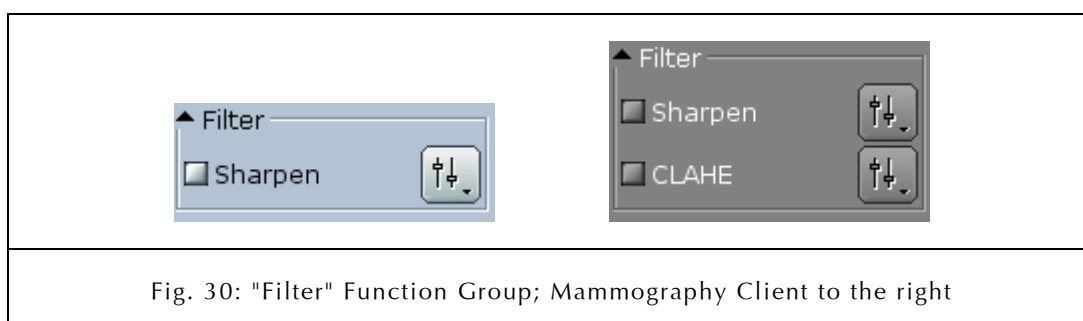 Filter
Sharpen
Filter
Sharpen
CLAHE
Fig. 30: "Filter" Function Group; Mammography Client to the right